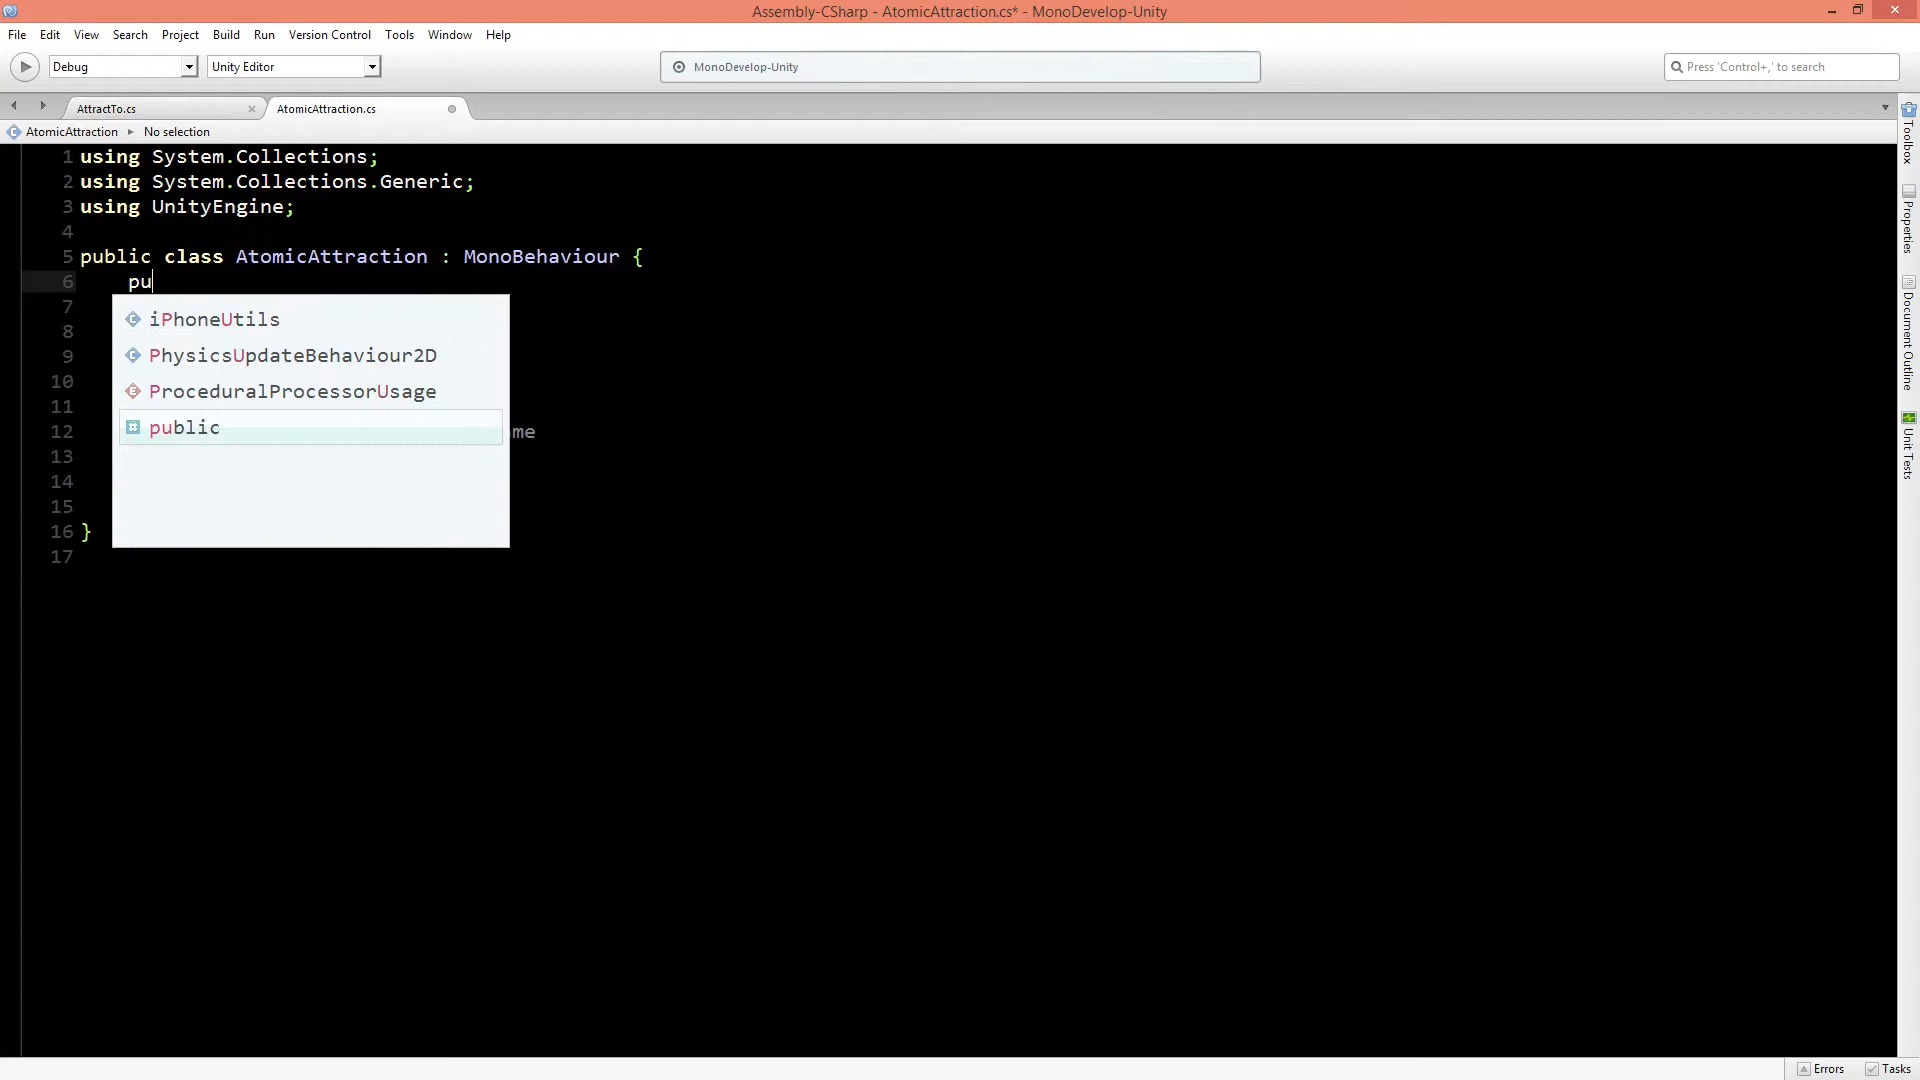 Assembly-CSharp - AtomicAttraction.cs* - MonoDevelop-Unity
File Edit View Search Project Build Run Version Control Tools Window Help
Debug Unity Editor MonoDevelop-Unity Press 'Control+,' to search
AttractTo.cs AtomicAttraction.cs
AtomicAttraction No selection
1 using System.Collections;
2 using System.Collections.Generic;
3 using UnityEngine;
4
5 public class AtomicAttraction : MonoBehaviour {
6 pu
7
8
9
10
11
12 me
13
14
15
16 }
17
iPhoneUtils
PhysicsUpdateBehaviour2D
ProceduralProcessorUsage
public
Toolbox
Properties
Document Outline
Unit Tests
Errors Tasks